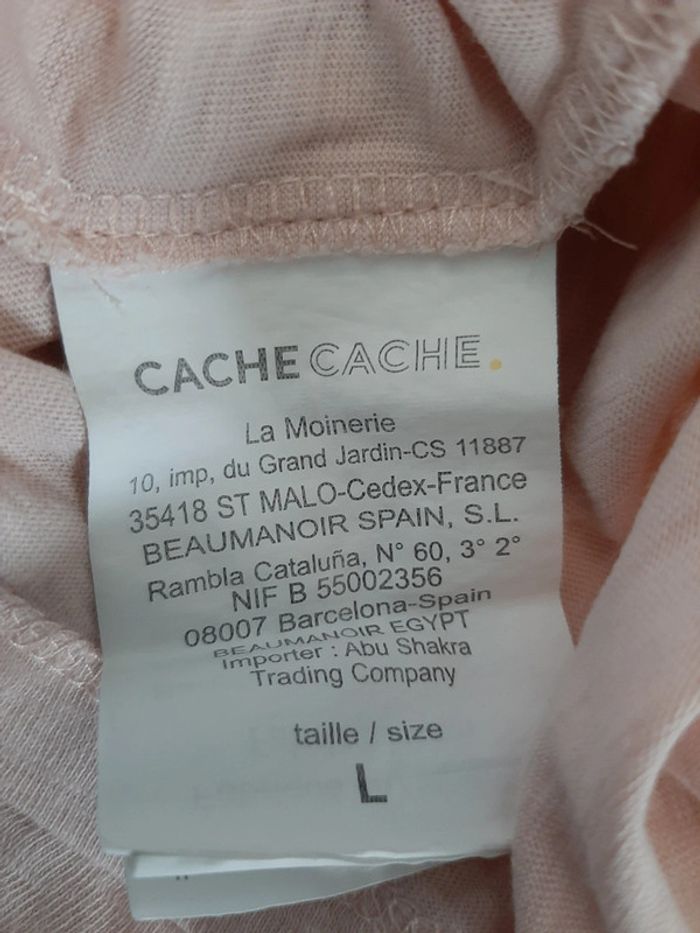 CACHE CACHE.
La Moinerie
10, imp, du Grand Jardin-CS 11887
35418 ST MALO-Cedex-France
BEAUMANOIR SPAIN, S.L.
Rambla Cataluña, N° 60, 3° 2°
NIF B 55002356
08007 Barcelona-Spain
BEAUMANOIR EGYPT
Importer : Abu Shakra
Trading Company
taille / size
L